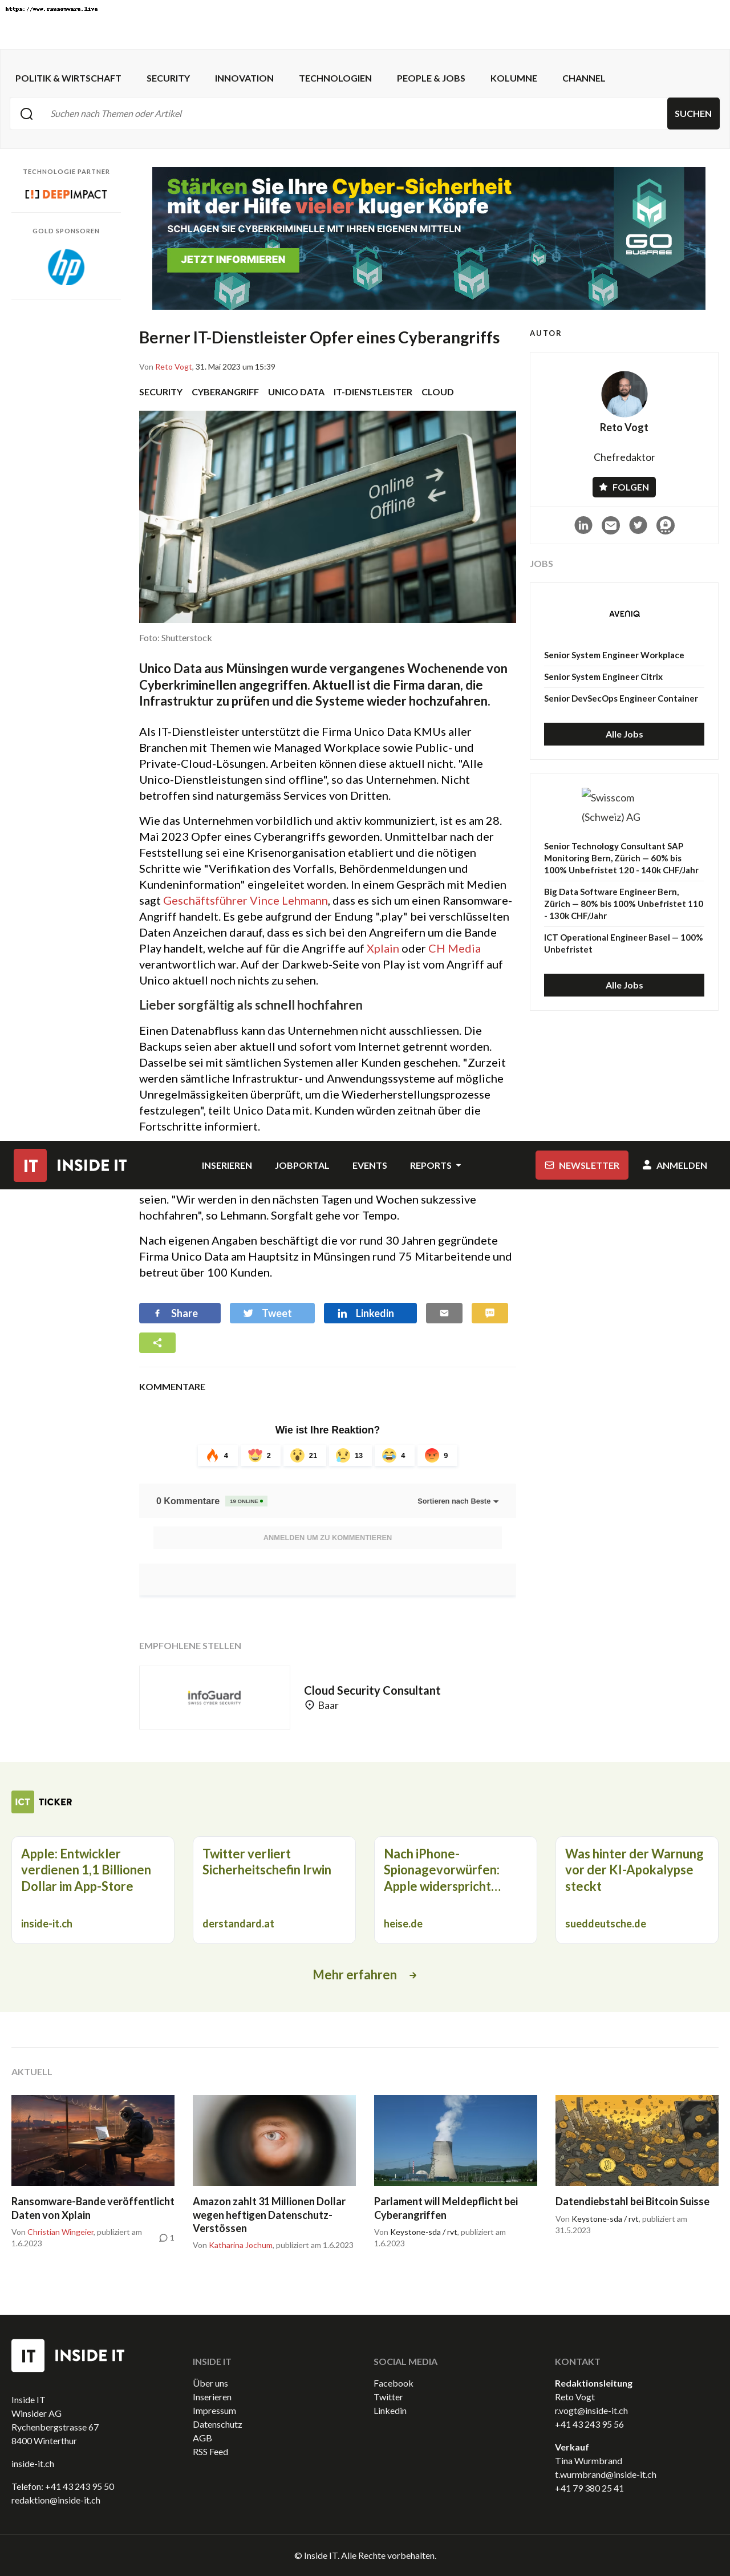 https://www.ransomware.live
POLITIK & WIRTSCHAFT SECURITY INNOVATION TECHNOLOGIEN PEOPLE & JOBS KOLUMNE CHANNEL
Suchen nach Themen oder Artikel SUCHEN
TECHNOLOGIE PARTNER
[!] DEEPIMPACT
GOLD SPONSOREN
hp
Stärken Sie Ihre Cyber-Sicherheit
mit der Hilfe vieler kluger Köpfe
SCHLAGEN SIE CYBERKRIMINELLE MIT IHREN EIGENEN MITTELN
JETZT INFORMIEREN
GO
BUGFREE
Berner IT-Dienstleister Opfer eines Cyberangriffs
Von Reto Vogt, 31. Mai 2023 um 15:39
SECURITY CYBERANGRIFF UNICO DATA IT-DIENSTLEISTER CLOUD
Online
Offline
Foto: Shutterstock
Unico Data aus Münsingen wurde vergangenes Wochenende von
Cyberkriminellen angegriffen. Aktuell ist die Firma daran, die
Infrastruktur zu prüfen und die Systeme wieder hochzufahren.
Als IT-Dienstleister unterstützt die Firma Unico Data KMUs aller
Branchen mit Themen wie Managed Workplace sowie Public- und
Private-Cloud-Lösungen. Arbeiten können diese aktuell nicht. "Alle
Unico-Dienstleistungen sind offline", so das Unternehmen. Nicht
betroffen sind naturgemäss Services von Dritten.
Wie das Unternehmen vorbildlich und aktiv kommuniziert, ist es am 28.
Mai 2023 Opfer eines Cyberangriffs geworden. Unmittelbar nach der
Feststellung sei eine Krisenorganisation etabliert und die nötigen
Schritte wie "Verifikation des Vorfalls, Behördenmeldungen und
Kundeninformation" eingeleitet worden. In einem Gespräch mit Medien
sagt Geschäftsführer Vince Lehmann, dass es sich um einen Ransomware-
Angriff handelt. Es gebe aufgrund der Endung ".play" bei verschlüsselten
Daten Anzeichen darauf, dass es sich bei den Angreifern um die Bande
Play handelt, welche auf für die Angriffe auf Xplain oder CH Media
verantwortlich war. Auf der Darkweb-Seite von Play ist vom Angriff auf
Unico aktuell noch nichts zu sehen.
Lieber sorgfältig als schnell hochfahren
Einen Datenabfluss kann das Unternehmen nicht ausschliessen. Die
Backups seien aber aktuell und sofort vom Internet getrennt worden.
Dasselbe sei mit sämtlichen Systemen aller Kunden geschehen. "Zurzeit
werden sämtliche Infrastruktur- und Anwendungssysteme auf mögliche
Unregelmässigkeiten überprüft, um die Wiederherstellungsprozesse
festzulegen", teilt Unico Data mit. Kunden würden zeitnah über die
Fortschritte informiert.
AUTOR
Reto Vogt
Chefredaktor
FOLGEN
JOBS
AVENIQ
Senior System Engineer Workplace
Senior System Engineer Citrix
Senior DevSecOps Engineer Container
Alle Jobs
Swisscom
(Schweiz) AG
Senior Technology Consultant SAP
Monitoring Bern, Zürich — 60% bis
100% Unbefristet 120 - 140k CHF/Jahr
Big Data Software Engineer Bern,
Zürich — 80% bis 100% Unbefristet 110
- 130k CHF/Jahr
ICT Operational Engineer Basel — 100%
Unbefristet
Alle Jobs
IT INSIDE IT INSERIEREN JOBPORTAL EVENTS REPORTS NEWSLETTER ANMELDEN
seien. "Wir werden in den nächsten Tagen und Wochen sukzessive
hochfahren", so Lehmann. Sorgfalt gehe vor Tempo.
Nach eigenen Angaben beschäftigt die vor rund 30 Jahren gegründete
Firma Unico Data am Hauptsitz in Münsingen rund 75 Mitarbeitende und
betreut über 100 Kunden.
Share Tweet Linkedin
KOMMENTARE
Wie ist Ihre Reaktion?
4 2 21 13 4 9
0 Kommentare 19 ONLINE Sortieren nach Beste
ANMELDEN UM ZU KOMMENTIEREN
EMPFOHLENE STELLEN
infoGuard
SWISS CYBER SECURITY
Cloud Security Consultant
Baar
ICT TICKER
Apple: Entwickler
verdienen 1,1 Billionen
Dollar im App-Store
inside-it.ch
Twitter verliert
Sicherheitschefin Irwin
derstandard.at
Nach iPhone-
Spionagevorwürfen:
Apple widerspricht...
heise.de
Was hinter der Warnung
vor der KI-Apokalypse
steckt
sueddeutsche.de
Mehr erfahren
AKTUELL
Ransomware-Bande veröffentlicht
Daten von Xplain
Von Christian Wingeier, publiziert am
1.6.2023
1
Amazon zahlt 31 Millionen Dollar
wegen heftigen Datenschutz-
Verstössen
Von Katharina Jochum, publiziert am 1.6.2023
Parlament will Meldepflicht bei
Cyberangriffen
Von Keystone-sda / rvt, publiziert am
1.6.2023
Datendiebstahl bei Bitcoin Suisse
Von Keystone-sda / rvt, publiziert am
31.5.2023
IT INSIDE IT
Inside IT
Winsider AG
Rychenbergstrasse 67
8400 Winterthur
inside-it.ch
Telefon: +41 43 243 95 50
redaktion@inside-it.ch
INSIDE IT
Über uns
Inserieren
Impressum
Datenschutz
AGB
RSS Feed
SOCIAL MEDIA
Facebook
Twitter
Linkedin
KONTAKT
Redaktionsleitung
Reto Vogt
r.vogt@inside-it.ch
+41 43 243 95 56
Verkauf
Tina Wurmbrand
t.wurmbrand@inside-it.ch
+41 79 380 25 41
© Inside IT. Alle Rechte vorbehalten.